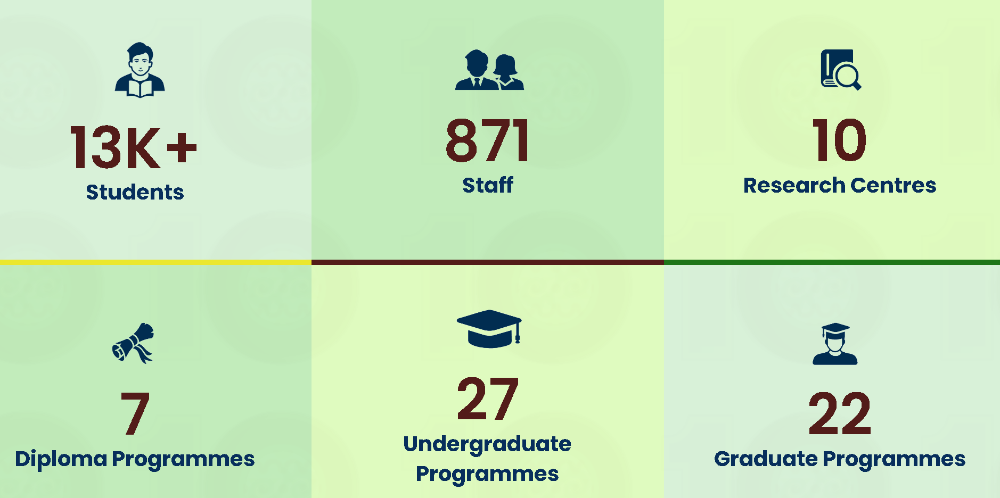 13K+
Students
871
Staff
10
Research Centres
7
Diploma Programmes
27
Undergraduate
Programmes
22
Graduate Programmes